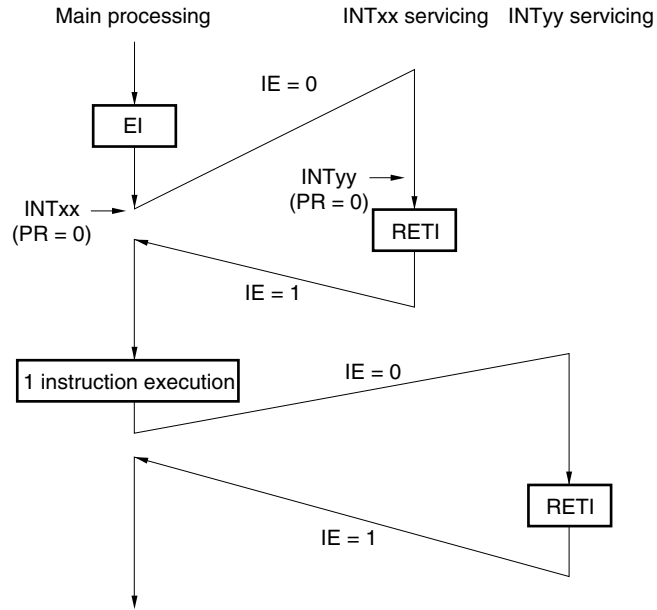 Main processing
INTxx servicing
INTyy servicing
IE = 0
EI
INTyy
(PR = 0)
INTxx
(PR = 0)
RETI
IE = 1
1 instruction execution
IE = 0
RETI
IE = 1